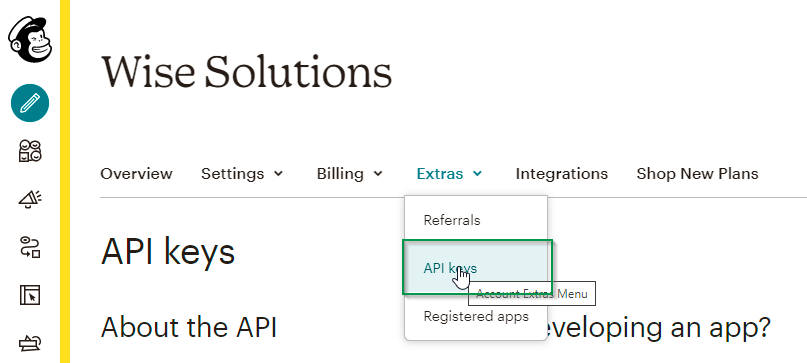 Wise Solutions
Overview Settings Billing Extras Integrations Shop New Plans
Referrals
API keys
API keys
Account Extras Menu
Registered apps
About the API
eveloping an app?